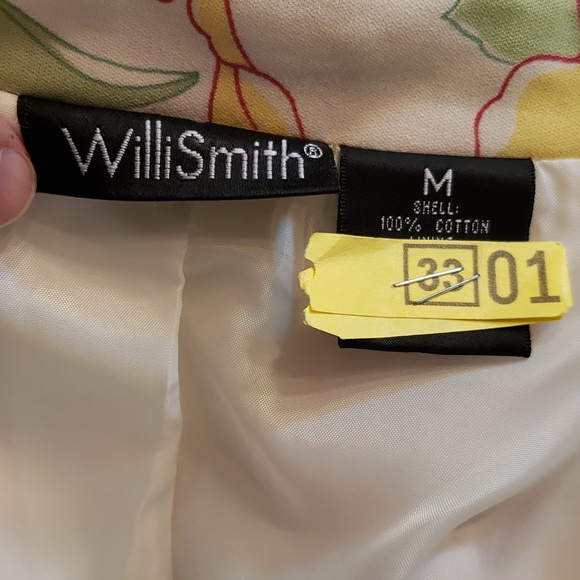 WilliSmith®
M
SHELL:
100% COTTON
33 01